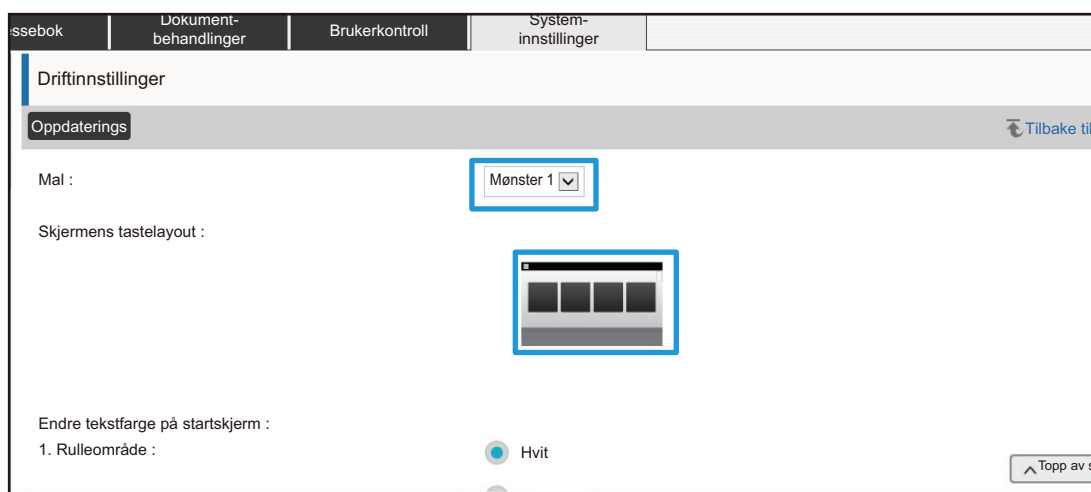 ssebok
Dokument-
behandlinger
Brukerkontroll
System-
innstillinger
Driftinnstillinger
Oppdaterings
Tilbake til
Mal :
Mønster 1
Skjermens tastelayout :
Endre tekstfarge på startskjerm :
1. Rulleområde :
Hvit
Topp av s